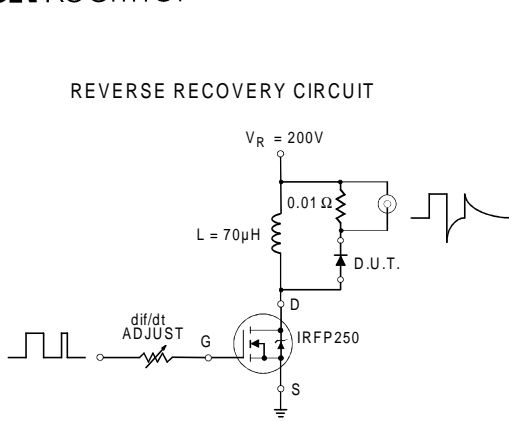 REVERSE RECOVERY CIRCUIT
V_R = 200V
0.01 Ω
L = 70μH
D.U.T.
D
dif/dt
ADJUST
G
IRFP250
S